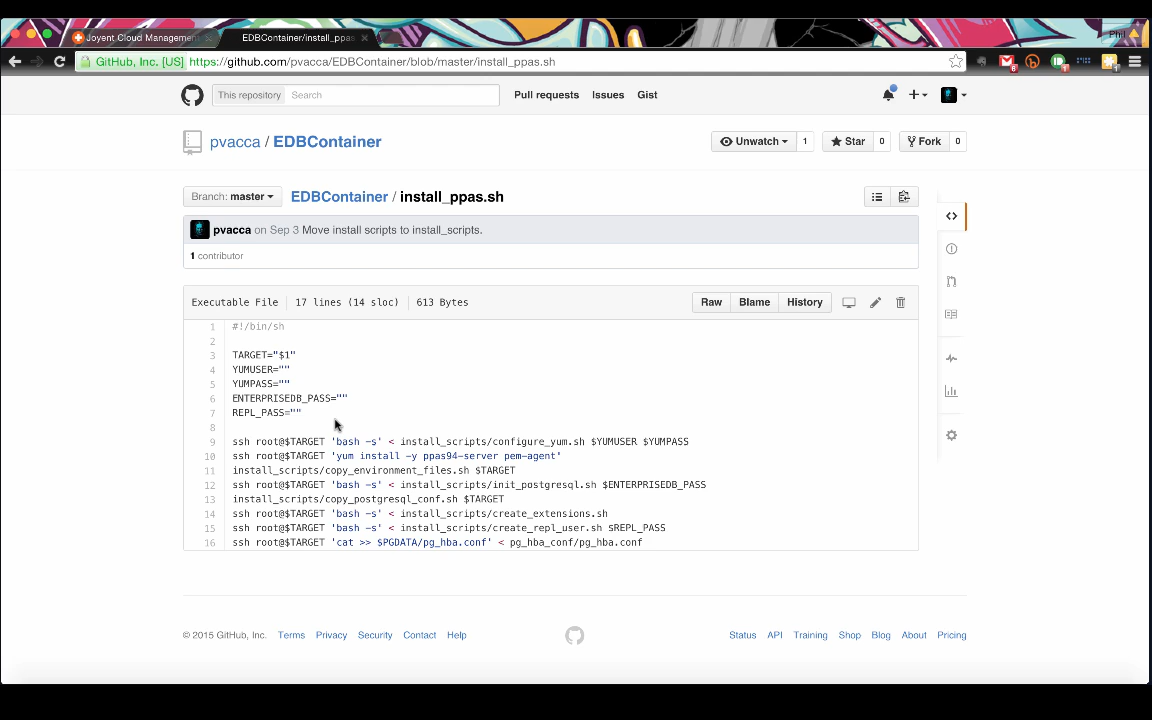 Joyent Cloud Management
EDBContainer/install_ppas
Phil
GitHub, Inc. [US] https://github.com/pvacca/EDBContainer/blob/master/install_ppas.sh
This repository Search
Pull requests Issues Gist
pvacca / EDBContainer
Unwatch 1 Star 0 Fork 0
Branch: master EDBContainer / install_ppas.sh
pvacca on Sep 3 Move install scripts to install_scripts.
1 contributor
Executable File 17 lines (14 sloc) 613 Bytes
Raw Blame History
1 #!/bin/sh
2
3 TARGET="$1"
4 YUMUSER=""
5 YUMPASS=""
6 ENTERPRISEDB_PASS=""
7 REPL_PASS=""
8
9 ssh root@$TARGET 'bash -s' < install_scripts/configure_yum.sh $YUMUSER $YUMPASS
10 ssh root@$TARGET 'yum install -y ppas94-server pem-agent'
11 install_scripts/copy_environment_files.sh $TARGET
12 ssh root@$TARGET 'bash -s' < install_scripts/init_postgresql.sh $ENTERPRISEDB_PASS
13 install_scripts/copy_postgresql_conf.sh $TARGET
14 ssh root@$TARGET 'bash -s' < install_scripts/create_extensions.sh
15 ssh root@$TARGET 'bash -s' < install_scripts/create_repl_user.sh $REPL_PASS
16 ssh root@$TARGET 'cat >> $PGDATA/pg_hba.conf' < pg_hba_conf/pg_hba.conf
© 2015 GitHub, Inc. Terms Privacy Security Contact Help
Status API Training Shop Blog About Pricing